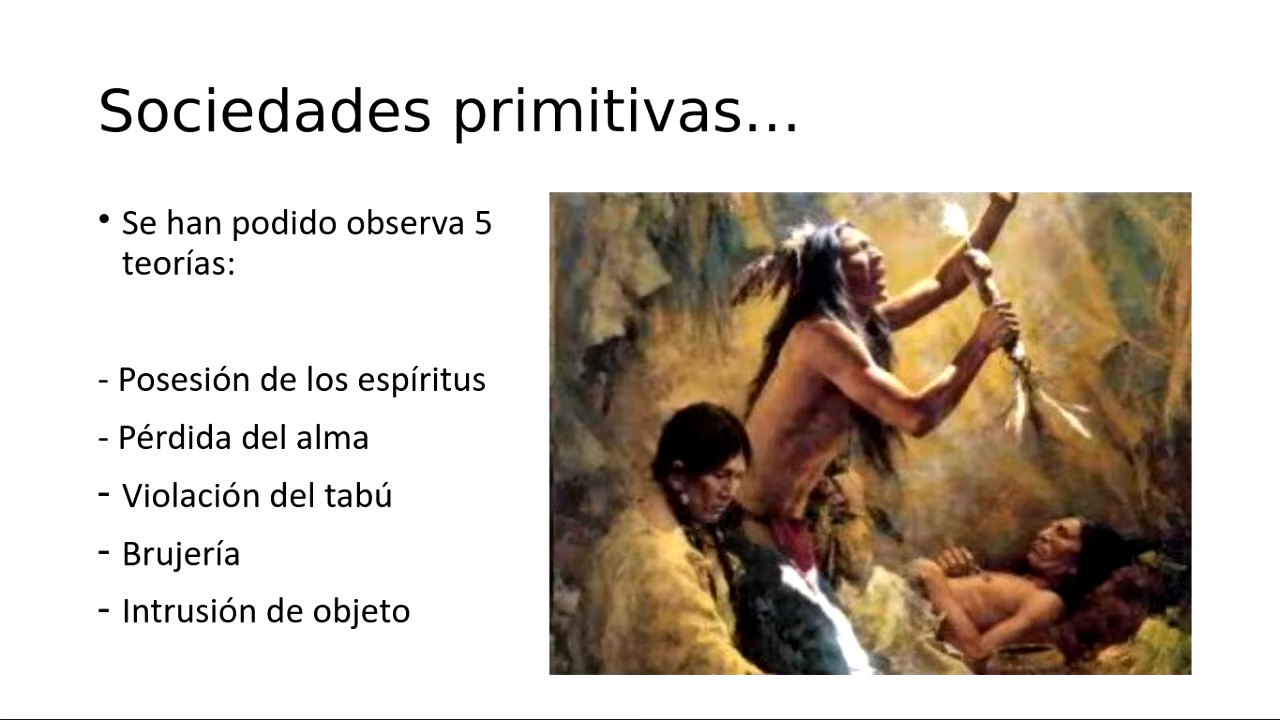 Sociedades primitivas...
• Se han podido observa 5
teorías:
- Posesión de los espíritus
- Pérdida del alma
- Violación del tabú
- Brujería
- Intrusión de objeto